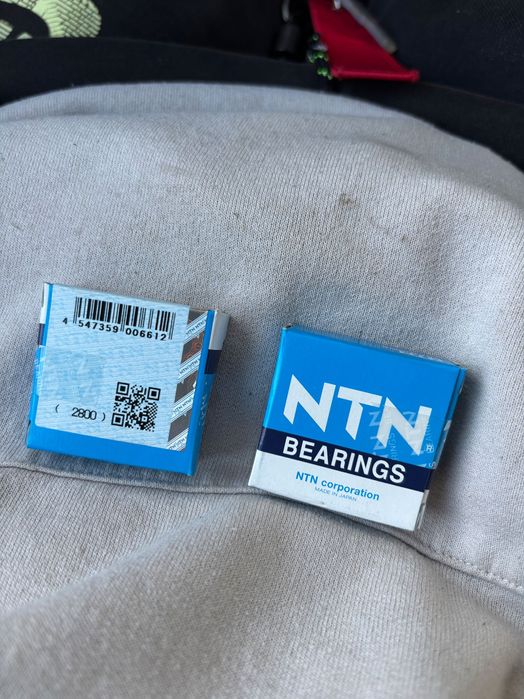 4 547359 006612
( 2800 )
NTN
BEARINGS
NTN corporation
MADE IN JAPAN